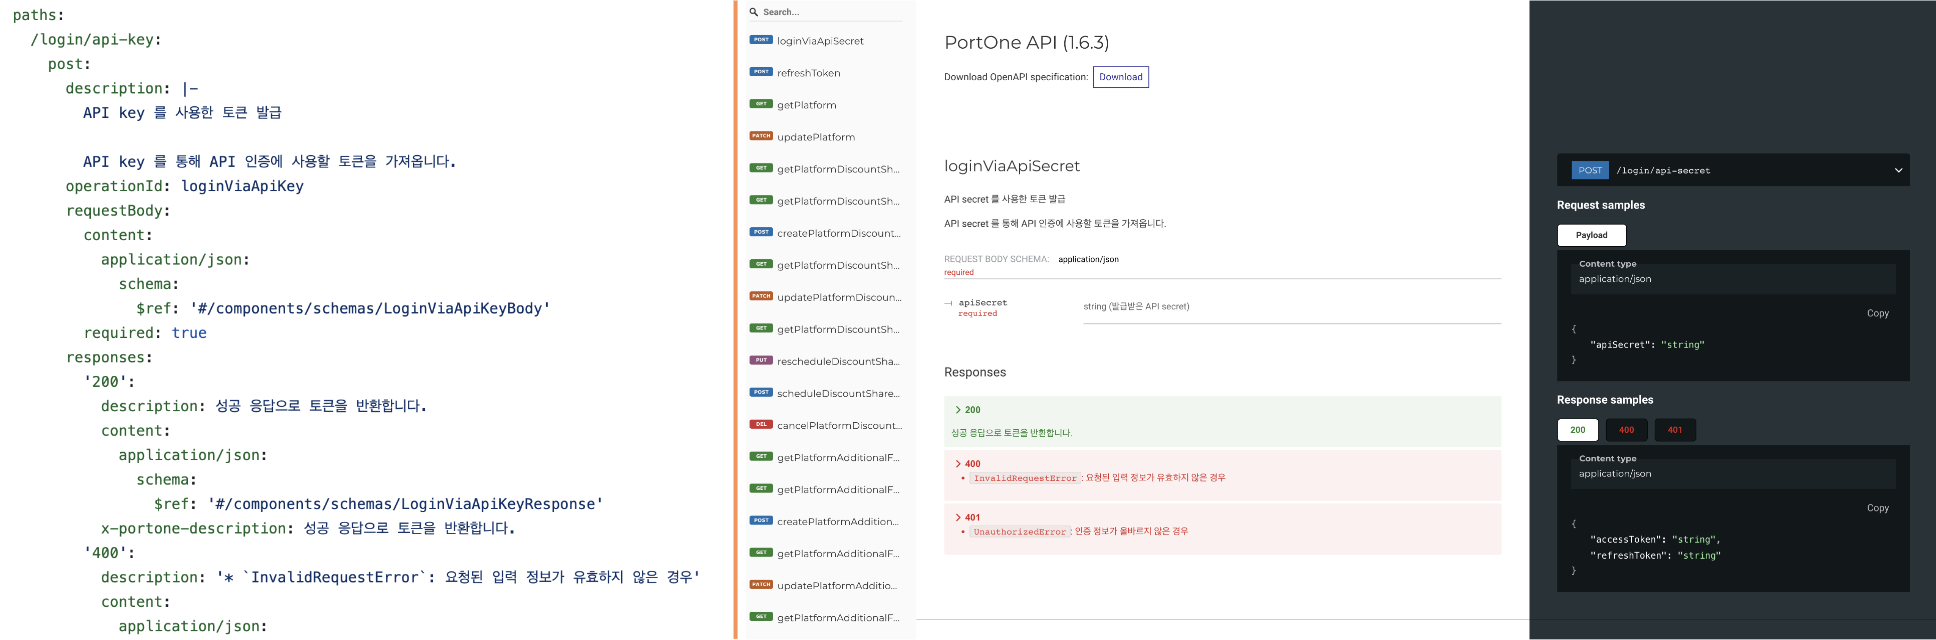 paths:
/login/api-key:
post:
description: |-
API key 를 사용한 토큰 발급
API key 를 통해 API 인증에 사용할 토큰을 가져옵니다.
operationId: loginViaApiKey
requestBody:
content:
application/json:
schema:
$ref: '#/components/schemas/LoginViaApiKeyBody'
required: true
responses:
'200':
description: 성공 응답으로 토큰을 반환합니다.
content:
application/json:
schema:
$ref: '#/components/schemas/LoginViaApiKeyResponse'
x-portone-description: 성공 응답으로 토큰을 반환합니다.
'400':
description: '* `InvalidRequestError`: 요청된 입력 정보가 유효하지 않은 경우'
content:
application/json:
Search...
POST loginViaApiSecret
POST refreshToken
GET getPlatform
PATCH updatePlatform
GET getPlatformDiscountSh...
GET getPlatformDiscountSh...
POST createPlatformDiscount...
GET getPlatformDiscountSh...
PATCH updatePlatformDiscoun...
GET getPlatformDiscountSh...
PUT rescheduleDiscountSha...
POST scheduleDiscountShare...
DEL cancelPlatformDiscount...
GET getPlatformAdditionalF...
GET getPlatformAdditionalF...
POST createPlatformAddition...
GET getPlatformAdditionalF...
PATCH updatePlatformAdditio...
GET getPlatformAdditionalF...
PortOne API (1.6.3)
Download OpenAPI specification: Download
loginViaApiSecret
API secret 를 사용한 토큰 발급
API secret 를 통해 API 인증에 사용할 토큰을 가져옵니다.
REQUEST BODY SCHEMA: application/json
required
apiSecret string (발급받은 API secret)
required
Responses
200
성공 응답으로 토큰을 반환합니다.
400
• InvalidRequestError: 요청된 입력 정보가 유효하지 않은 경우
401
• UnauthorizedError: 인증 정보가 올바르지 않은 경우
POST /login/api-secret
Request samples
Payload
Content type
application/json
Copy
{
"apiSecret": "string"
}
Response samples
200 400 401
Content type
application/json
Copy
{
"accessToken": "string",
"refreshToken": "string"
}